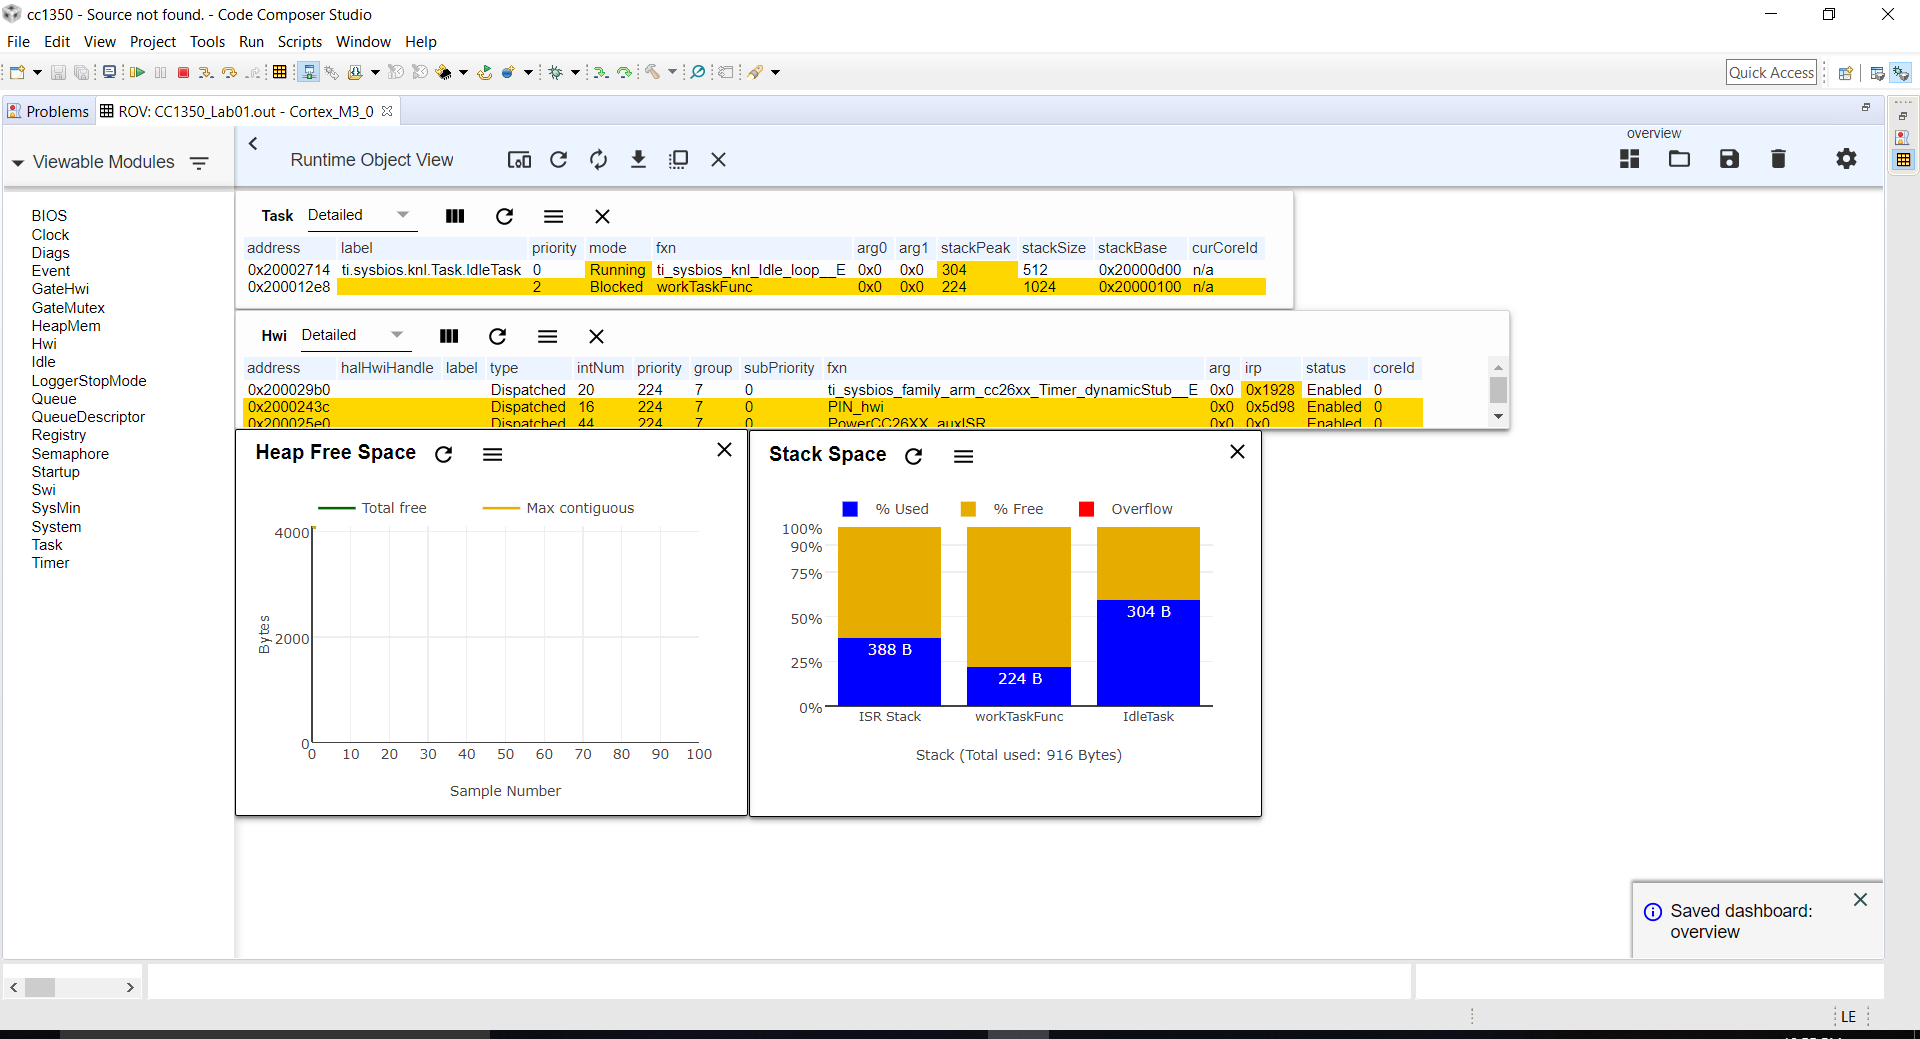 cc1350 - Source not found. - Code Composer Studio
File Edit View Project Tools Run Scripts Window Help
Quick Access
Problems ROV: CC1350_Lab01.out - Cortex_M3_0
Viewable Modules
Runtime Object View
overview
BIOS
Clock
Diags
Event
GateHwi
GateMutex
HeapMem
Hwi
Idle
LoggerStopMode
Queue
QueueDescriptor
Registry
Semaphore
Startup
Swi
SysMin
System
Task
Timer
Task Detailed
address label priority mode fxn arg0 arg1 stackPeak stackSize stackBase curCoreId
0x20002714 ti.sysbios.knl.Task.IdleTask 0 Running ti_sysbios_knl_Idle_loop__E 0x0 0x0 304 512 0x20000d00 n/a
0x200012e8 2 Blocked workTaskFunc 0x0 0x0 224 1024 0x20000100 n/a
Hwi Detailed
address halHwiHandle label type intNum priority group subPriority fxn arg irp status coreId
0x200029b0 Dispatched 20 224 7 0 ti_sysbios_family_arm_cc26xx_Timer_dynamicStub__E 0x0 0x1928 Enabled 0
0x2000243c Dispatched 16 224 7 0 PIN_hwi 0x0 0x5d98 Enabled 0
0x200025e0 Dispatched 44 224 7 0 PowerCC26XX_auxISR 0x0 0x0 Enabled 0
Heap Free Space
Total free Max contiguous
4000
2000
0
Bytes
0 10 20 30 40 50 60 70 80 90 100
Sample Number
Stack Space
% Used % Free Overflow
100%
90%
75%
50%
25%
0%
388 B
224 B
304 B
ISR Stack workTaskFunc IdleTask
Stack (Total used: 916 Bytes)
Saved dashboard:
overview
LE